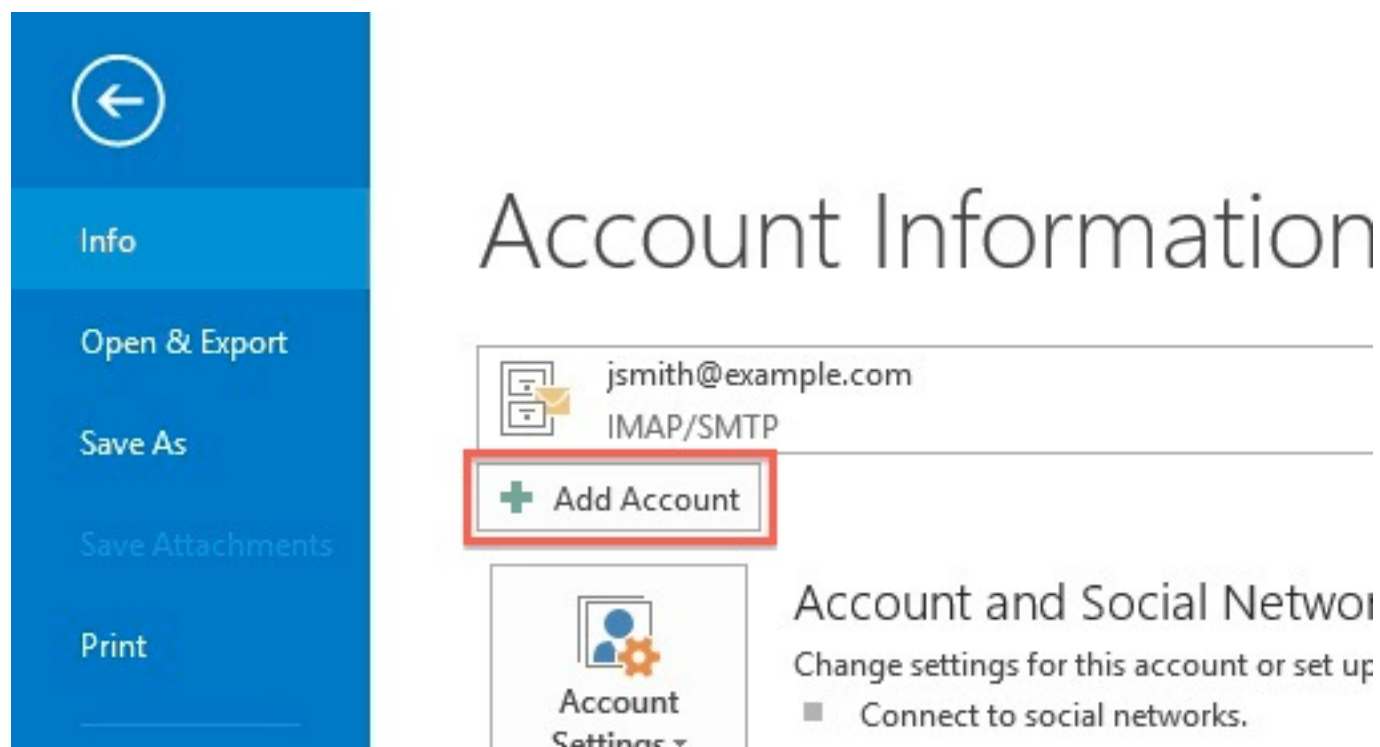 Info
Open & Export
Save As
Save Attachments
Print
Account Information
jsmith@example.com
IMAP/SMTP
Add Account
Account
Settings
Account and Social Networ
Change settings for this account or set up
Connect to social networks.